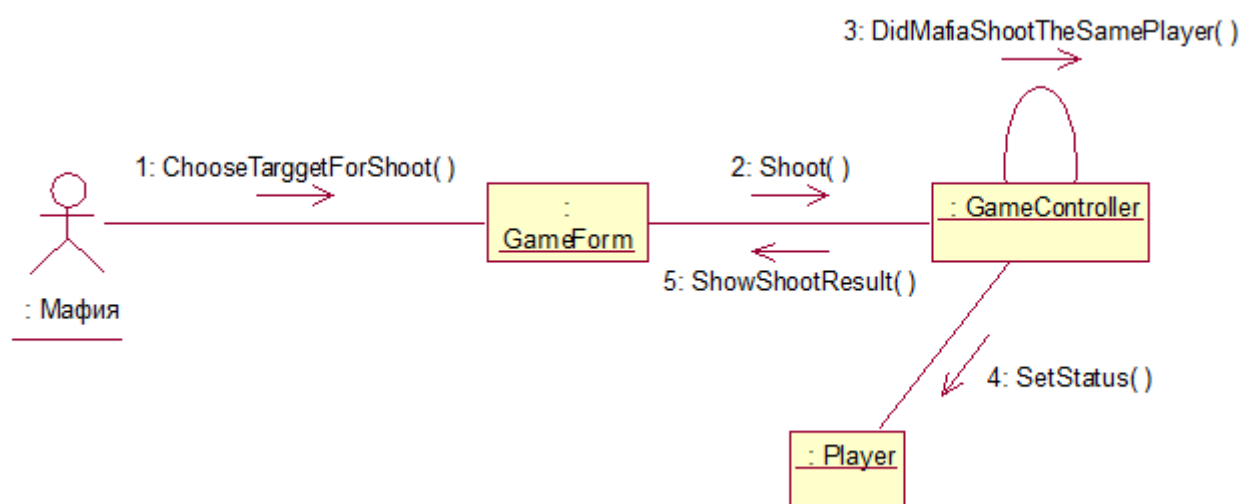 3: DidMafiaShootTheSamePlayer( )
1: ChooseTarggetForShoot( )
2: Shoot( )
:
GameForm
: GameController
5: ShowShootResult( )
: Мафия
4: SetStatus( )
: Player